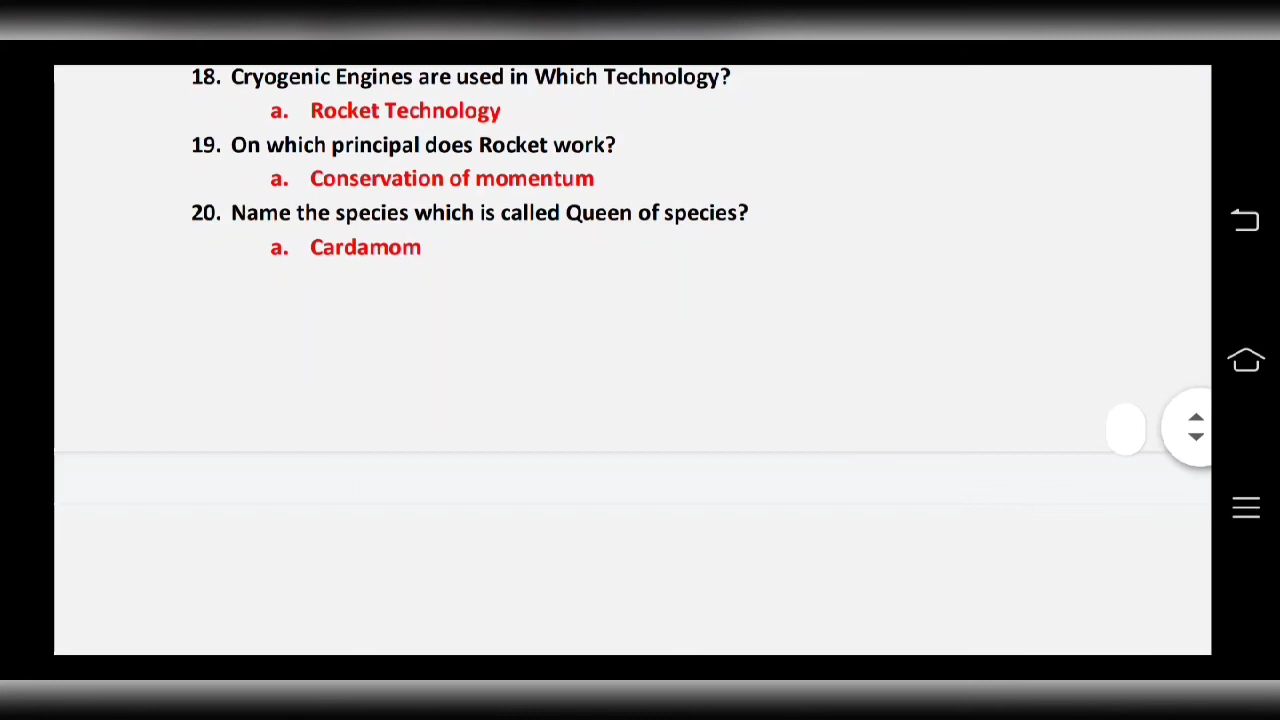 18. Cryogenic Engines are used in Which Technology?
a. Rocket Technology
19. On which principal does Rocket work?
a. Conservation of momentum
20. Name the species which is called Queen of species?
a. Cardamom